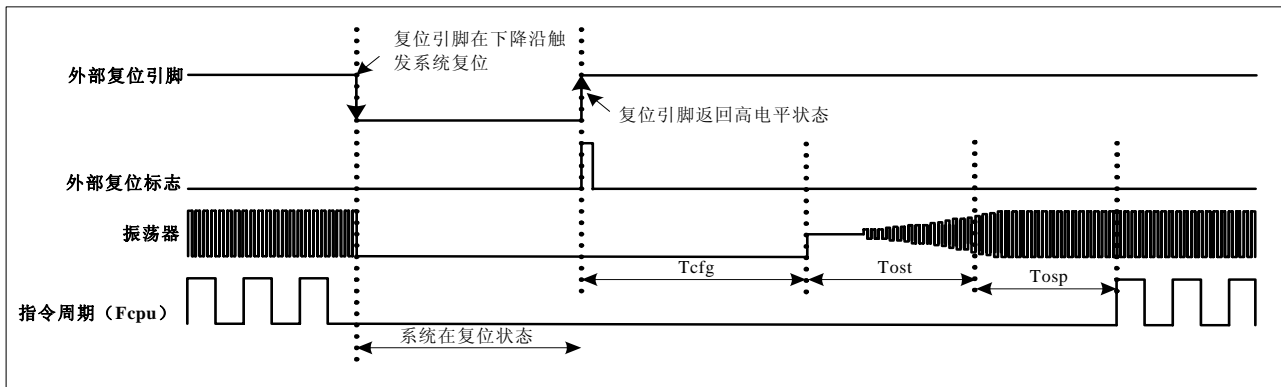 复位引脚在下降沿触
发系统复位
外部复位引脚
复位引脚返回高电平状态
外部复位标志
振荡器
Tcfg
Tost
Tosp
指令周期（Fcpu）
系统在复位状态